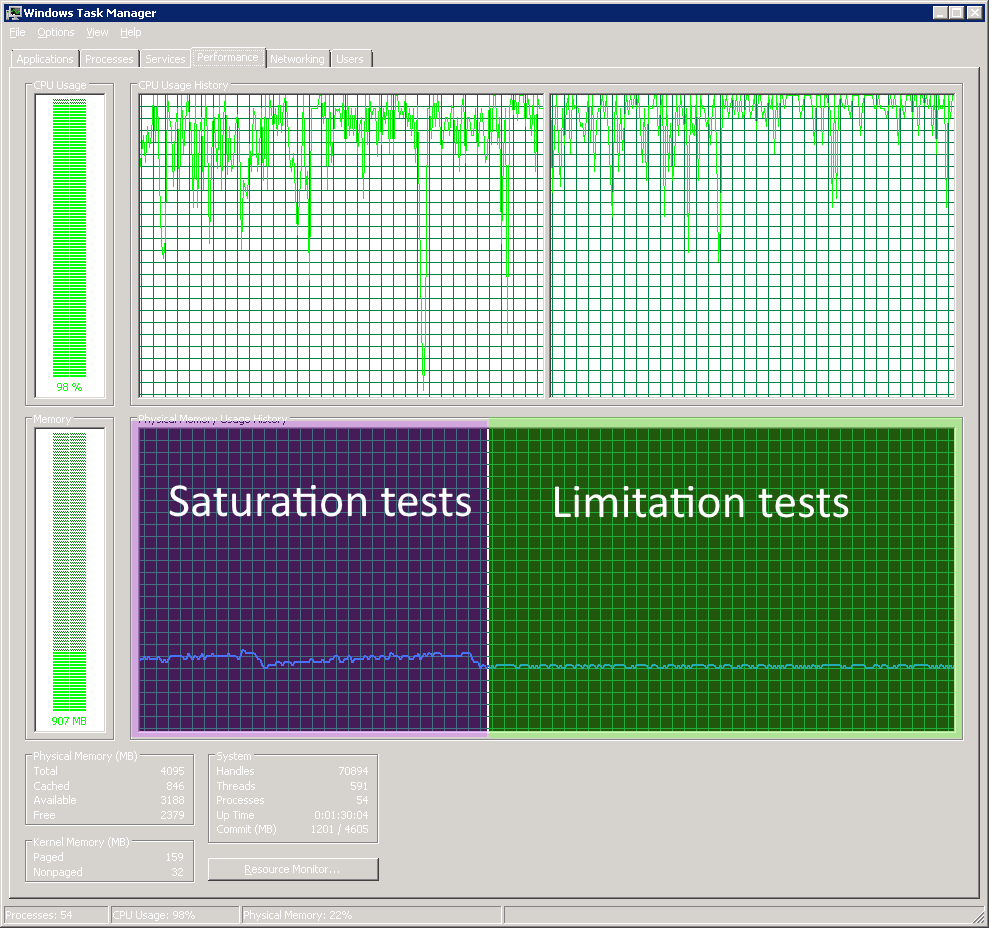 Windows Task Manager
File Options View Help
Applications Processes Services Performance Networking Users
CPU Usage
CPU Usage History
98 %
Memory
Physical Memory Usage History
Saturation tests
Limitation tests
907 MB
Physical Memory (MB)
Total 4095
Cached 846
Available 3188
Free 2379
Kernel Memory (MB)
Paged 159
Nonpaged 32
System
Handles 70894
Threads 591
Processes 54
Up Time 0:01:30:04
Commit (MB) 1201 / 4605
Resource Monitor...
Processes: 54 CPU Usage: 98% Physical Memory: 22%